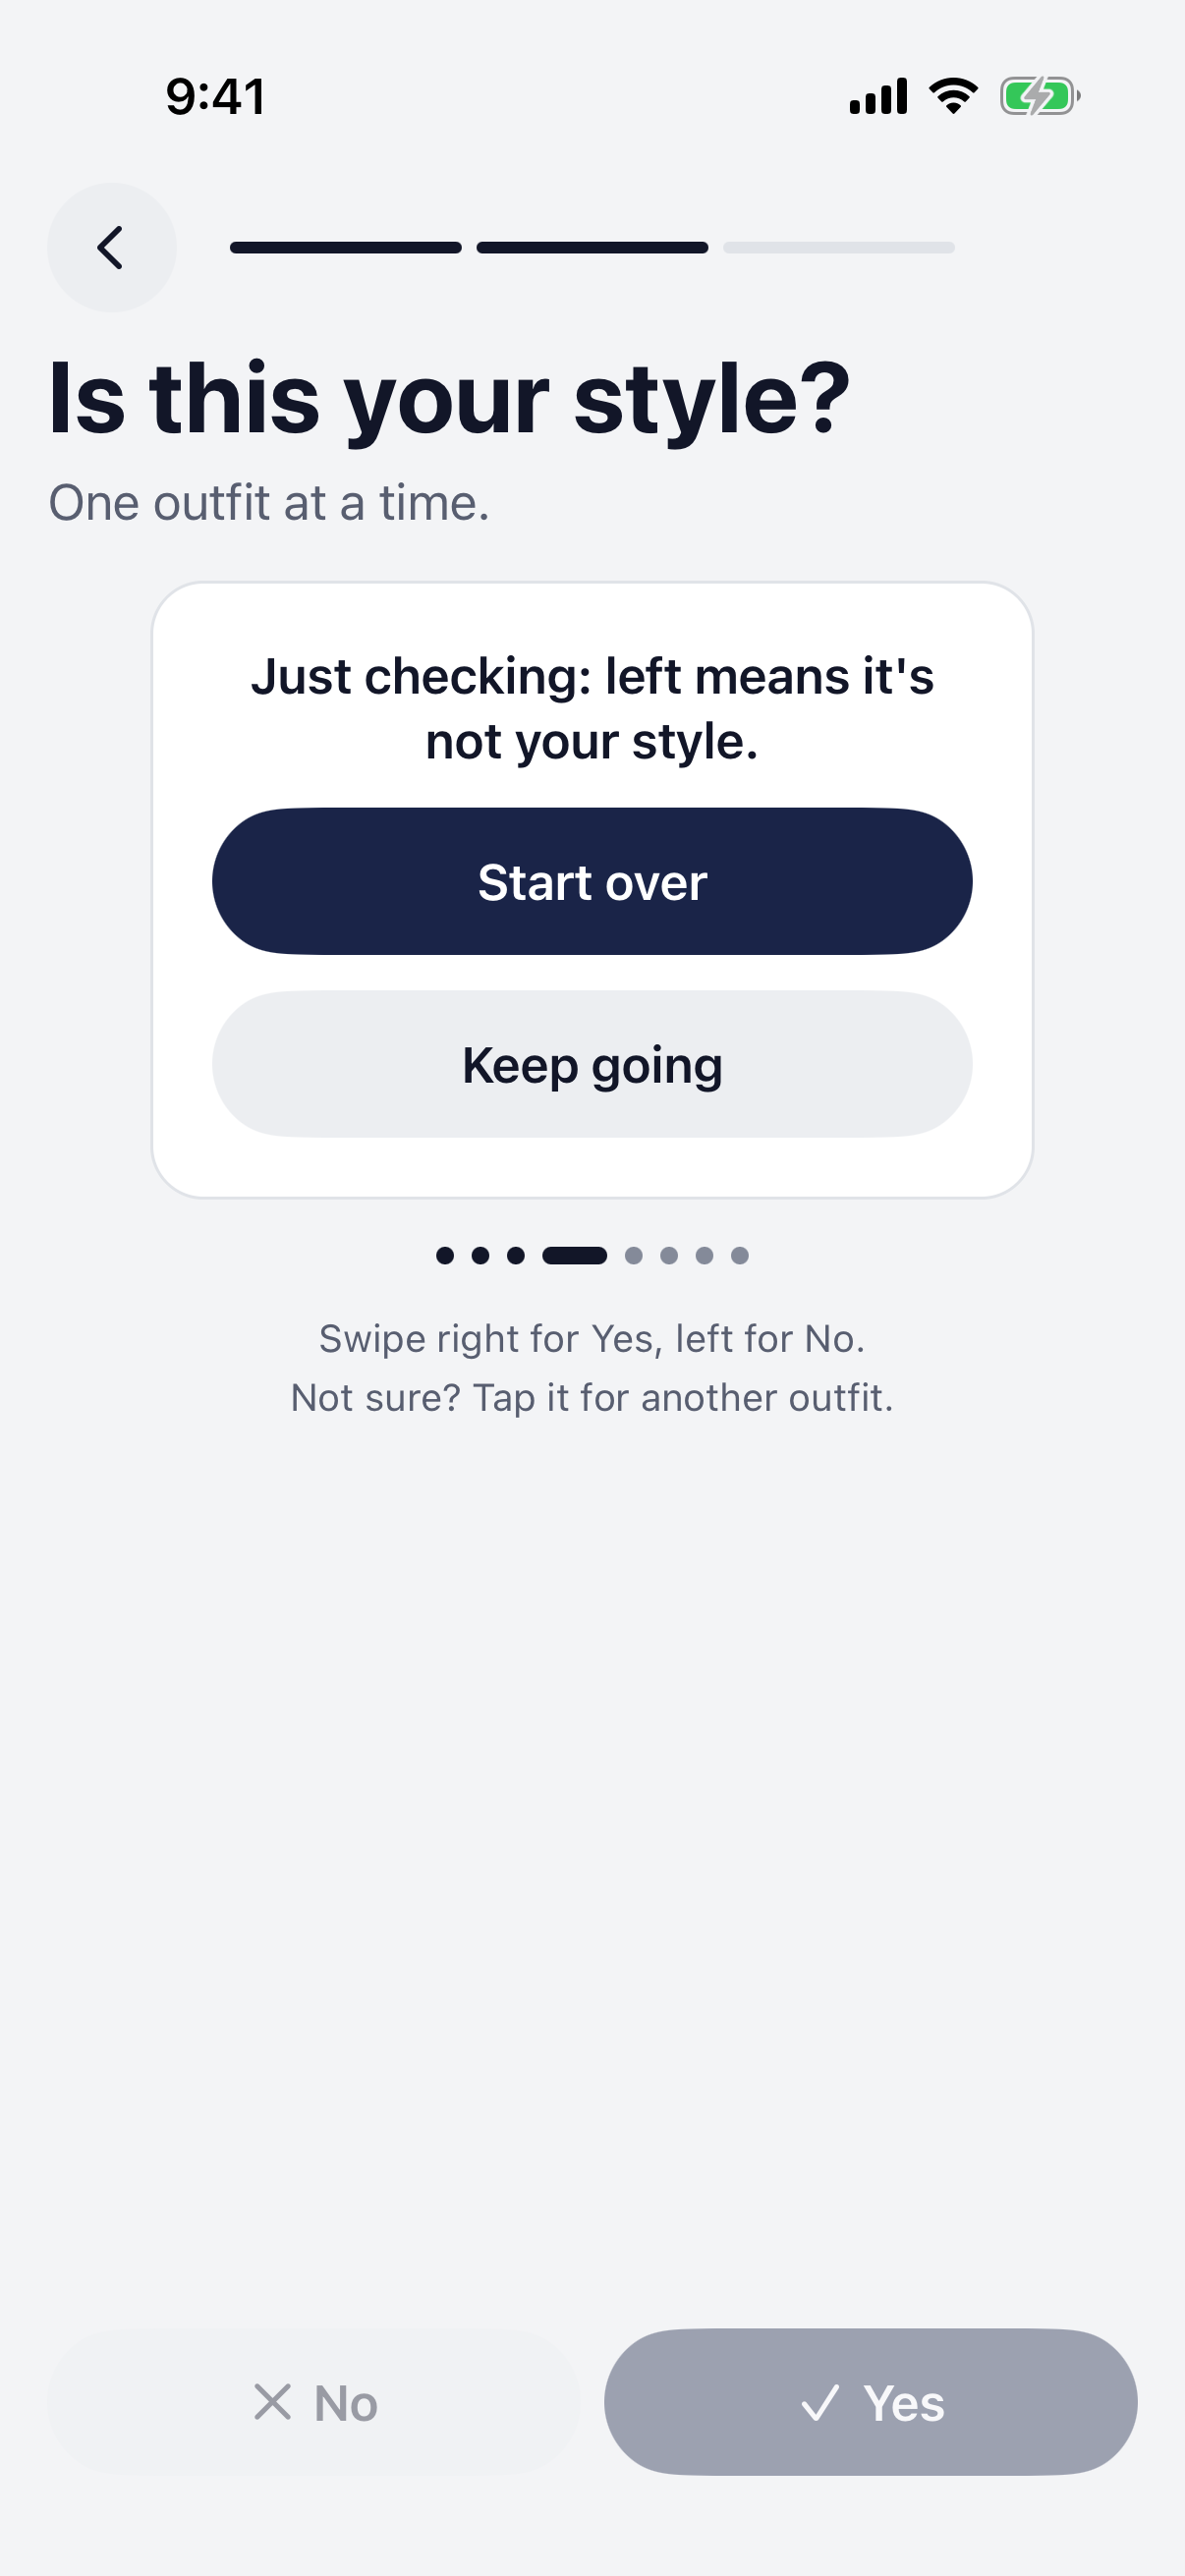 9:41
Is this your style?
One outfit at a time.
Just checking: left means it's
not your style.
Start over
Keep going
Swipe right for Yes, left for No.
Not sure? Tap it for another outfit.
No
Yes